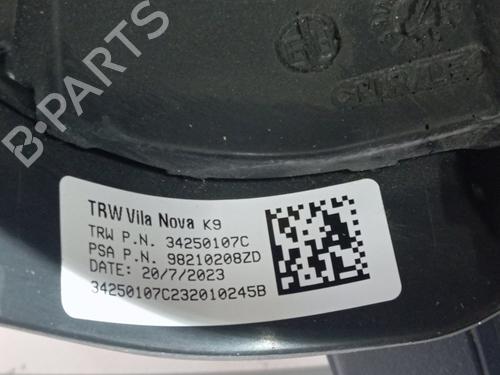 B-PARTS
TRW Vila Nova K9
TRW P.N. 34250107C
PSA P.N. 98210208ZD
DATE: 20/7/2023
34250107C232010245B